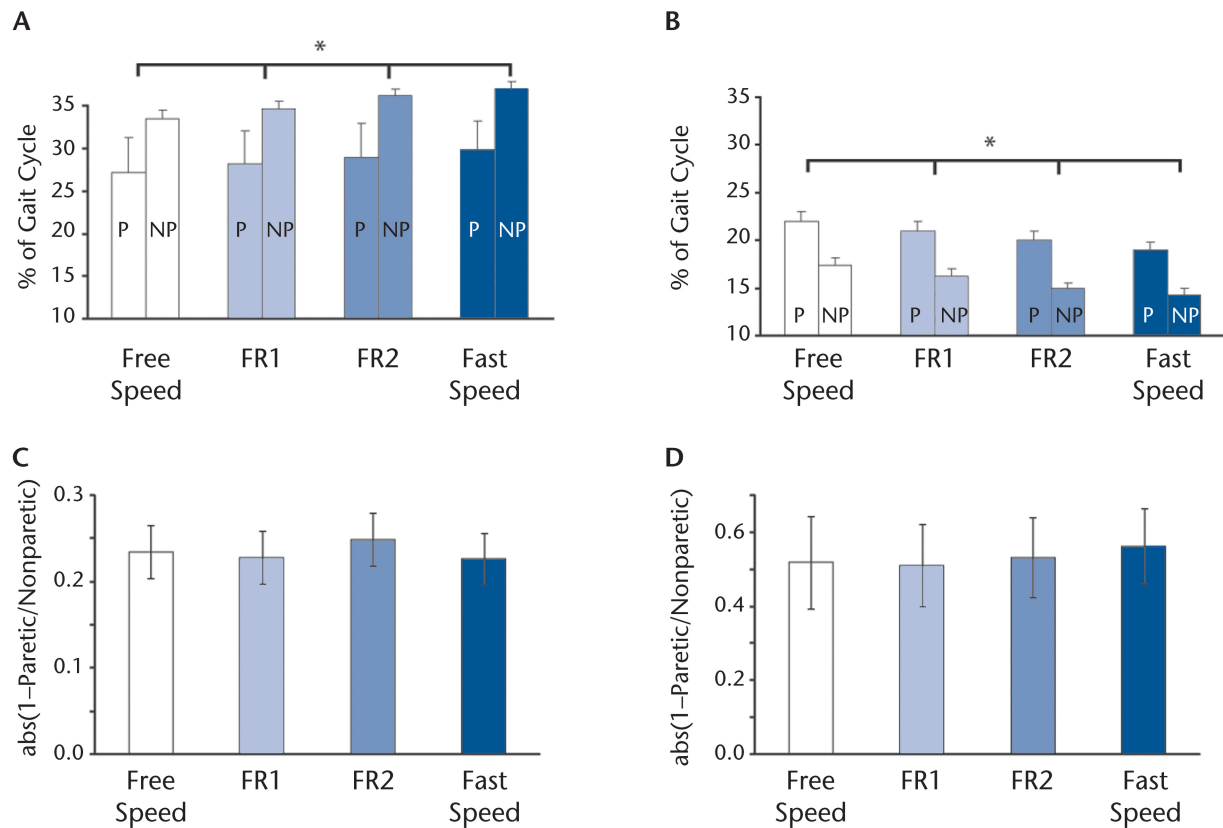 A
*
% of Gait Cycle
35
30
25
15
10
P NP P NP P NP P NP
Free Speed
FR1
FR2
Fast Speed
B
*
% of Gait Cycle
35
30
25
20
15
10
P NP P NP P NP P NP
Free Speed
FR1
FR2
Fast Speed
C
abs(1–Paretic/Nonparetic)
0.3
0.2
0.1
0.0
Free Speed
FR1
FR2
Fast Speed
D
abs(1–Paretic/Nonparetic)
0.6
0.4
0.2
0.0
Free Speed
FR1
FR2
Fast Speed